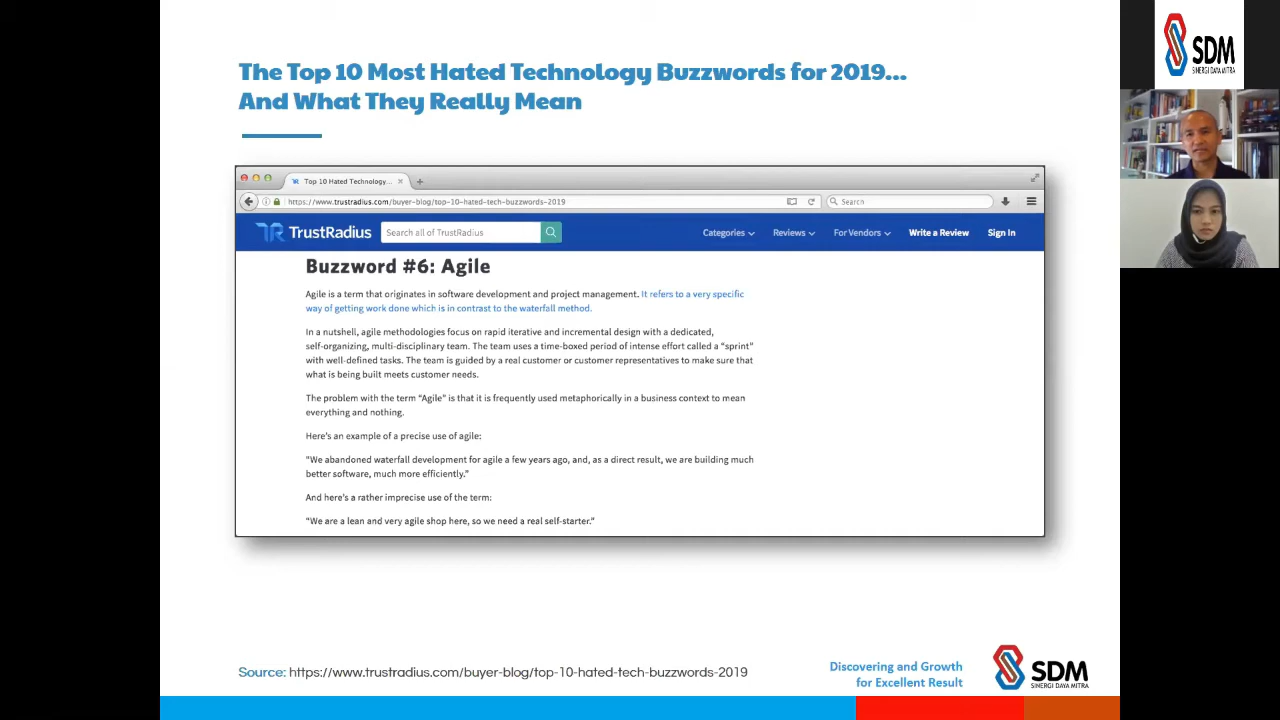 The Top 10 Most Hated Technology Buzzwords for 2019...
And What They Really Mean
SDM
SINERGI DAYA MITRA
Top 10 Hated Technology...
https://www.trustradius.com/buyer-blog/top-10-hated-tech-buzzwords-2019
Search
TrustRadius
Search all of TrustRadius
Categories
Reviews
For Vendors
Write a Review
Sign In
Buzzword #6: Agile
Agile is a term that originates in software development and project management. It refers to a very specific
way of getting work done which is in contrast to the waterfall method.
In a nutshell, agile methodologies focus on rapid iterative and incremental design with a dedicated,
self-organizing, multi-disciplinary team. The team uses a time-boxed period of intense effort called a “sprint”
with well-defined tasks. The team is guided by a real customer or customer representatives to make sure that
what is being built meets customer needs.
The problem with the term “Agile” is that it is frequently used metaphorically in a business context to mean
everything and nothing.
Here's an example of a precise use of agile:
“We abandoned waterfall development for agile a few years ago, and, as a direct result, we are building much
better software, much more efficiently.”
And here's a rather imprecise use of the term:
“We are a lean and very agile shop here, so we need a real self-starter.”
Source: https://www.trustradius.com/buyer-blog/top-10-hated-tech-buzzwords-2019
Discovering and Growth
for Excellent Result
SDM
SINERGI DAYA MITRA